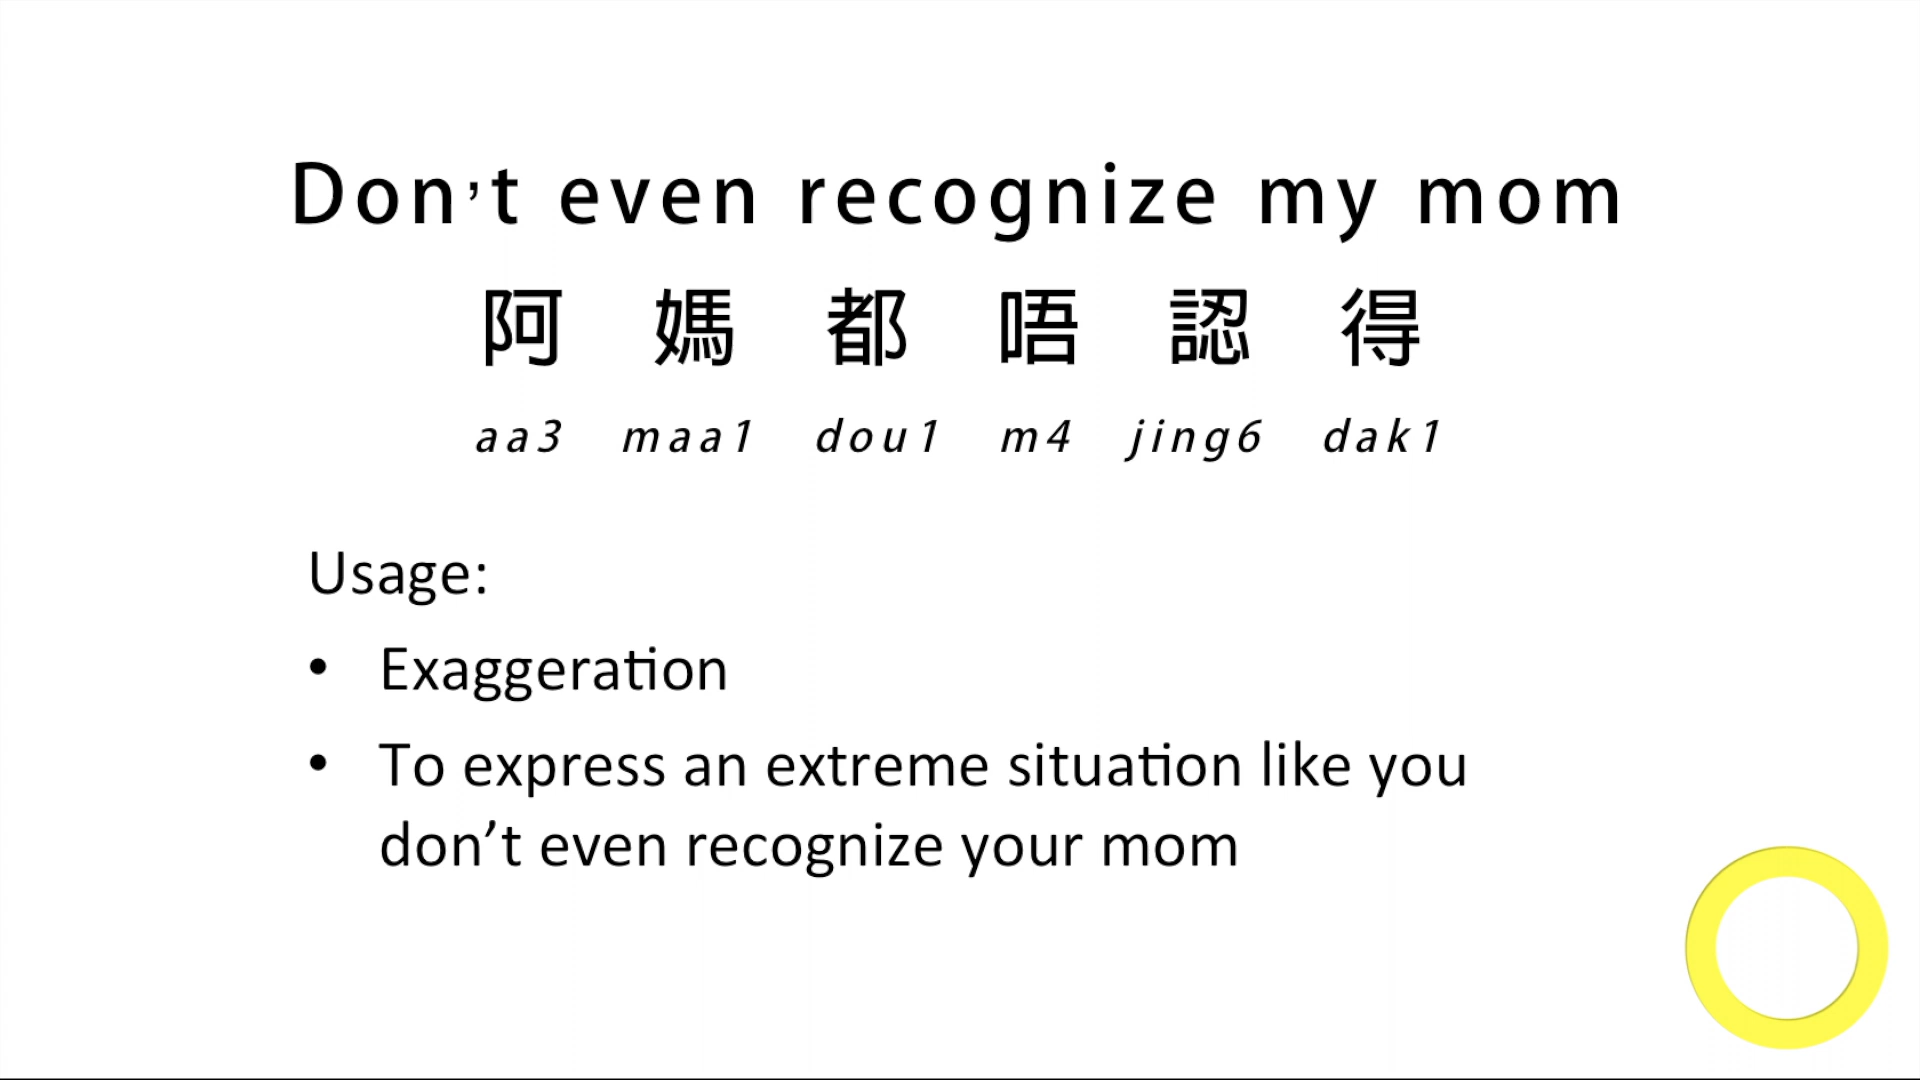 Don't even recognize my mom
阿 媽 都 唔 認 得
aa3 maa1 dou1 m4 jing6 dak1
Usage:
• Exaggeration
• To express an extreme situation like you
don’t even recognize your mom